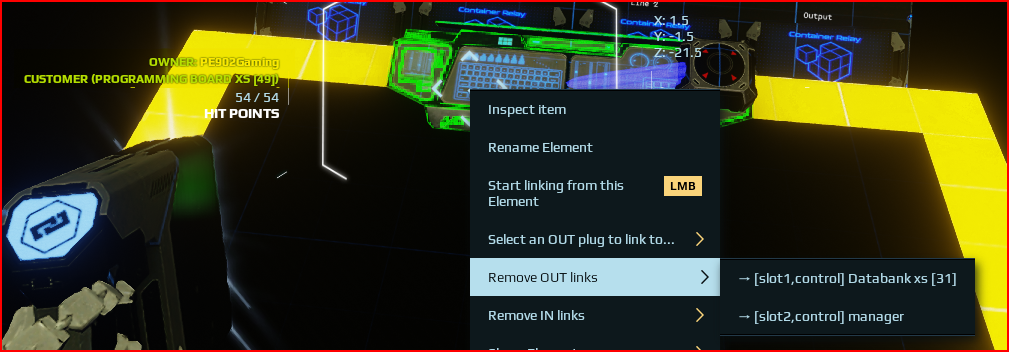 Line 2
Output
Container Relay
Container Relay
Container Relay
X: 1.5
Y: -1.5
Z: -21.5
OWNER: PE902Gaming
CUSTOMER (PROGRAMMING BOARD XS [49])
54 / 54
HIT POINTS
Inspect item
Rename Element
Start linking from this
Element
LMB
Select an OUT plug to link to...
Remove OUT links
→ [slot1,control] Databank xs [31]
→ [slot2,control] manager
Remove IN links